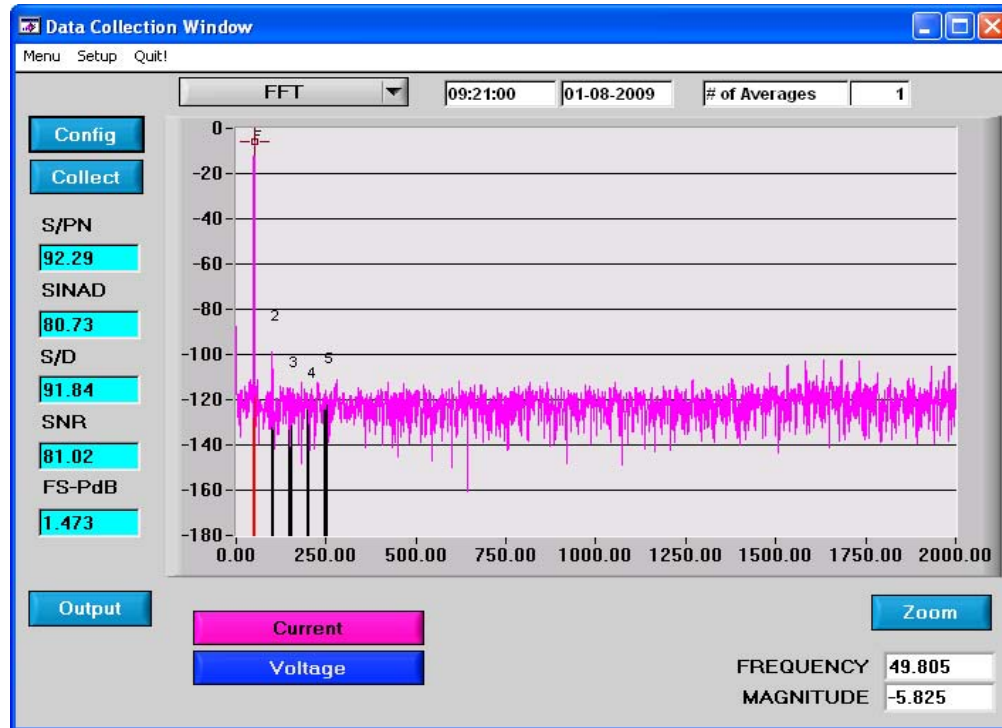 Data Collection Window
Menu Setup Quit!
FFT
09:21:00
01-08-2009
# of Averages
1
Config
Collect
S/PN
92.29
SINAD
80.73
S/D
91.84
SNR
81.02
FS-PdB
1.473
Output
0
-20
-40
-60
-80
-100
-120
-140
-160
-180
F
2
3
4
5
0.00 250.00 500.00 750.00 1000.00 1250.00 1500.00 1750.00 2000.00
Current
Voltage
Zoom
FREQUENCY 49.805
MAGNITUDE -5.825